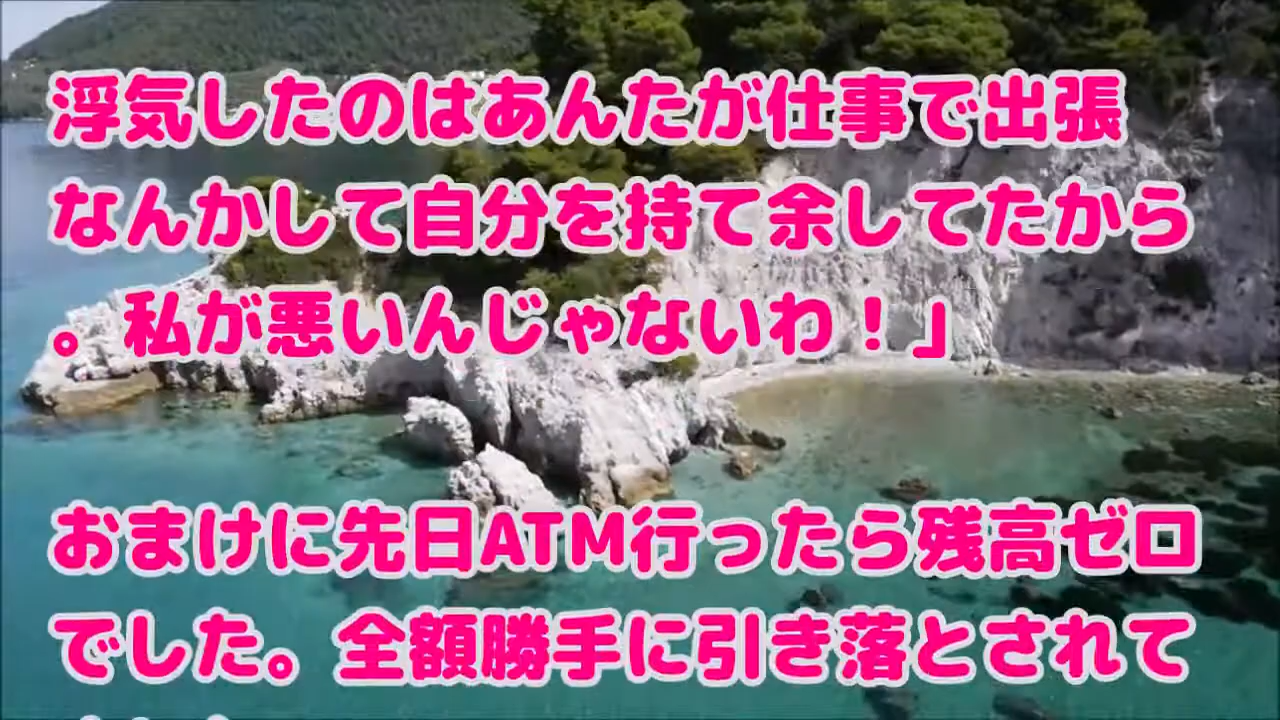 浮気したのはあんたが仕事で出張
なんかして自分を持て余してたから
。私が悪いんじゃないわ！」
おまけに先日ATM行ったら残高ゼロ
でした。全額勝手に引き落とされて